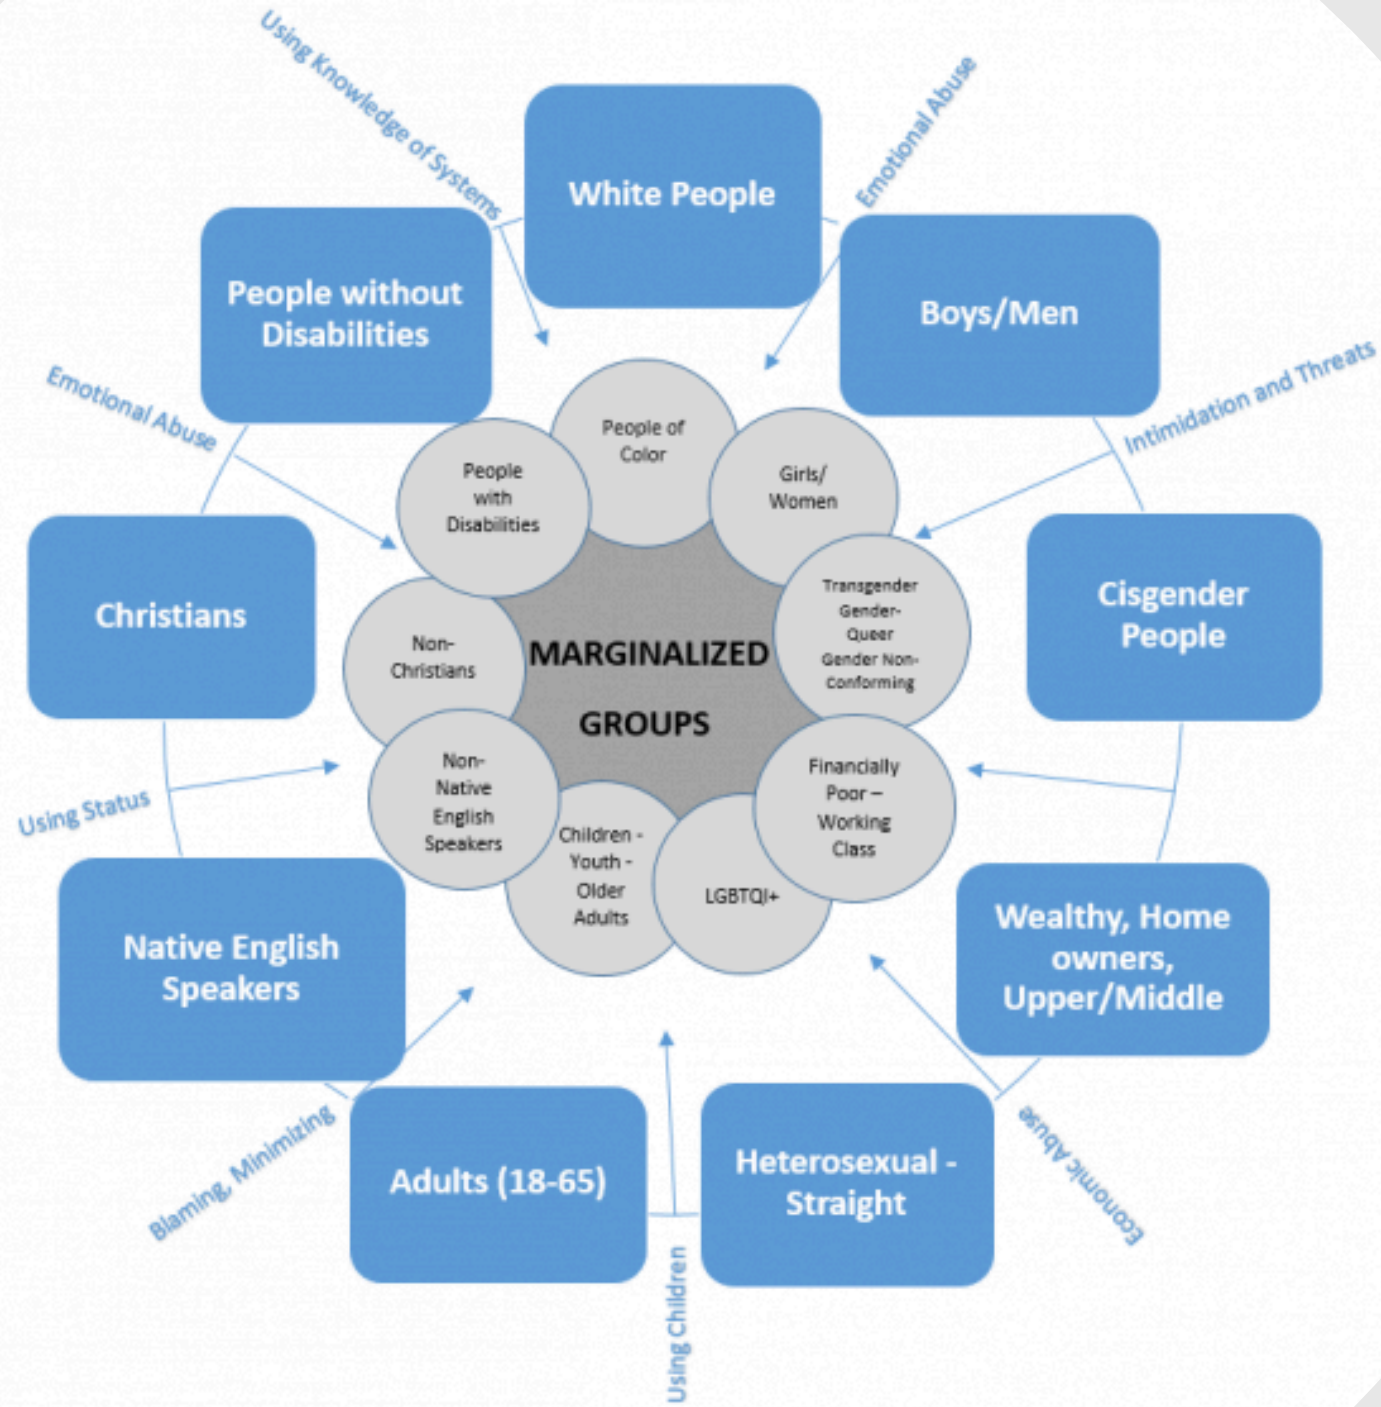 Using Knowledge of Systems
Emotional Abuse
White People
People without
Disabilities
Boys/Men
Intimidation and Threats
Emotional Abuse
People of
Color
People
with
Disabilities
Girls/
Women
Christians
Cisgender
People
Non-
Christians
Transgender
Gender-
Queer
Gender Non-
Conforming
MARGINALIZED
GROUPS
Using Status
Non-
Native
English
Speakers
Financially
Poor –
Working
Class
Children -
Youth -
Older
Adults
LGBTQI+
Native English
Speakers
Wealthy, Home
owners,
Upper/Middle
Blaming, Minimizing
Adults (18-65)
Heterosexual -
Straight
Economic Abuse
Using Children